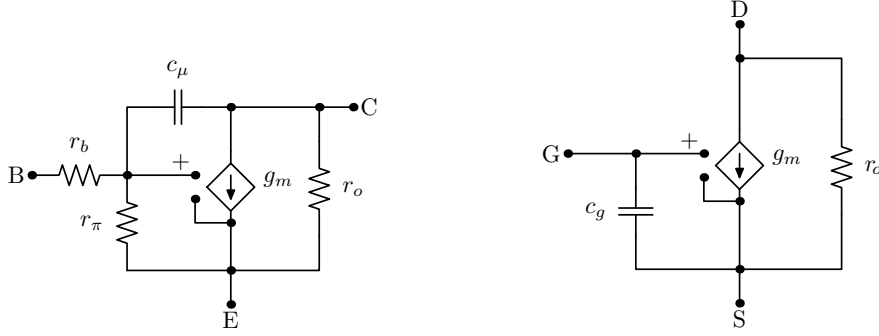 D
c_μ
C
r_b
+
B
g_m
r_o
r_π
E
+
G
g_m
r_o
c_g
S